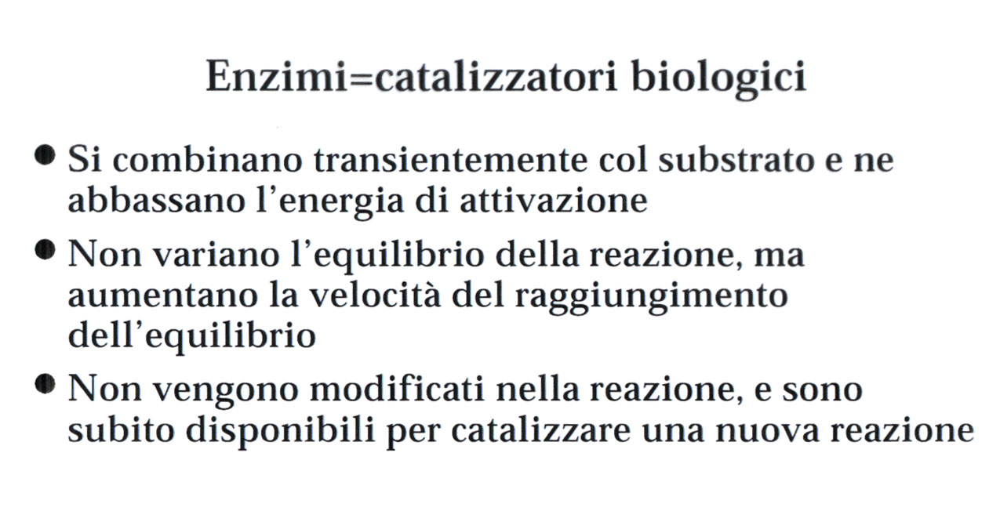 Enzimi=catalizzatori biologici
● Si combinano transientemente col substrato e ne
abbassano l'energia di attivazione
● Non variano l'equilibrio della reazione, ma
aumentano la velocità del raggiungimento
dell'equilibrio
● Non vengono modificati nella reazione, e sono
subito disponibili per catalizzare una nuova reazione